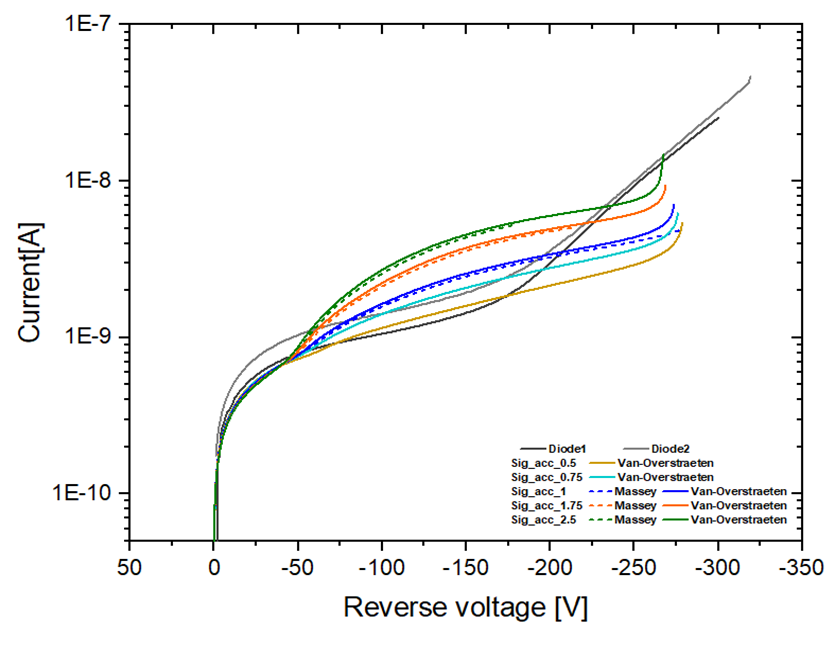 1E-7
1E-8
1E-9
1E-10
Current[A]
Diode1 Diode2
Sig_acc_0.5 Van-Overstraeten
Sig_acc_0.75 Van-Overstraeten
Sig_acc_1 Massey Van-Overstraeten
Sig_acc_1.75 Massey Van-Overstraeten
Sig_acc_2.5 Massey Van-Overstraeten
50 0 -50 -100 -150 -200 -250 -300 -350
Reverse voltage [V]